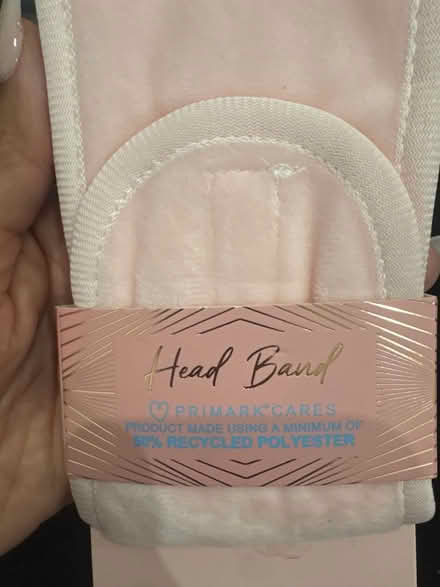 Head Band
PRIMARK® CARES
PRODUCT MADE USING A MINIMUM OF
50% RECYCLED POLYESTER